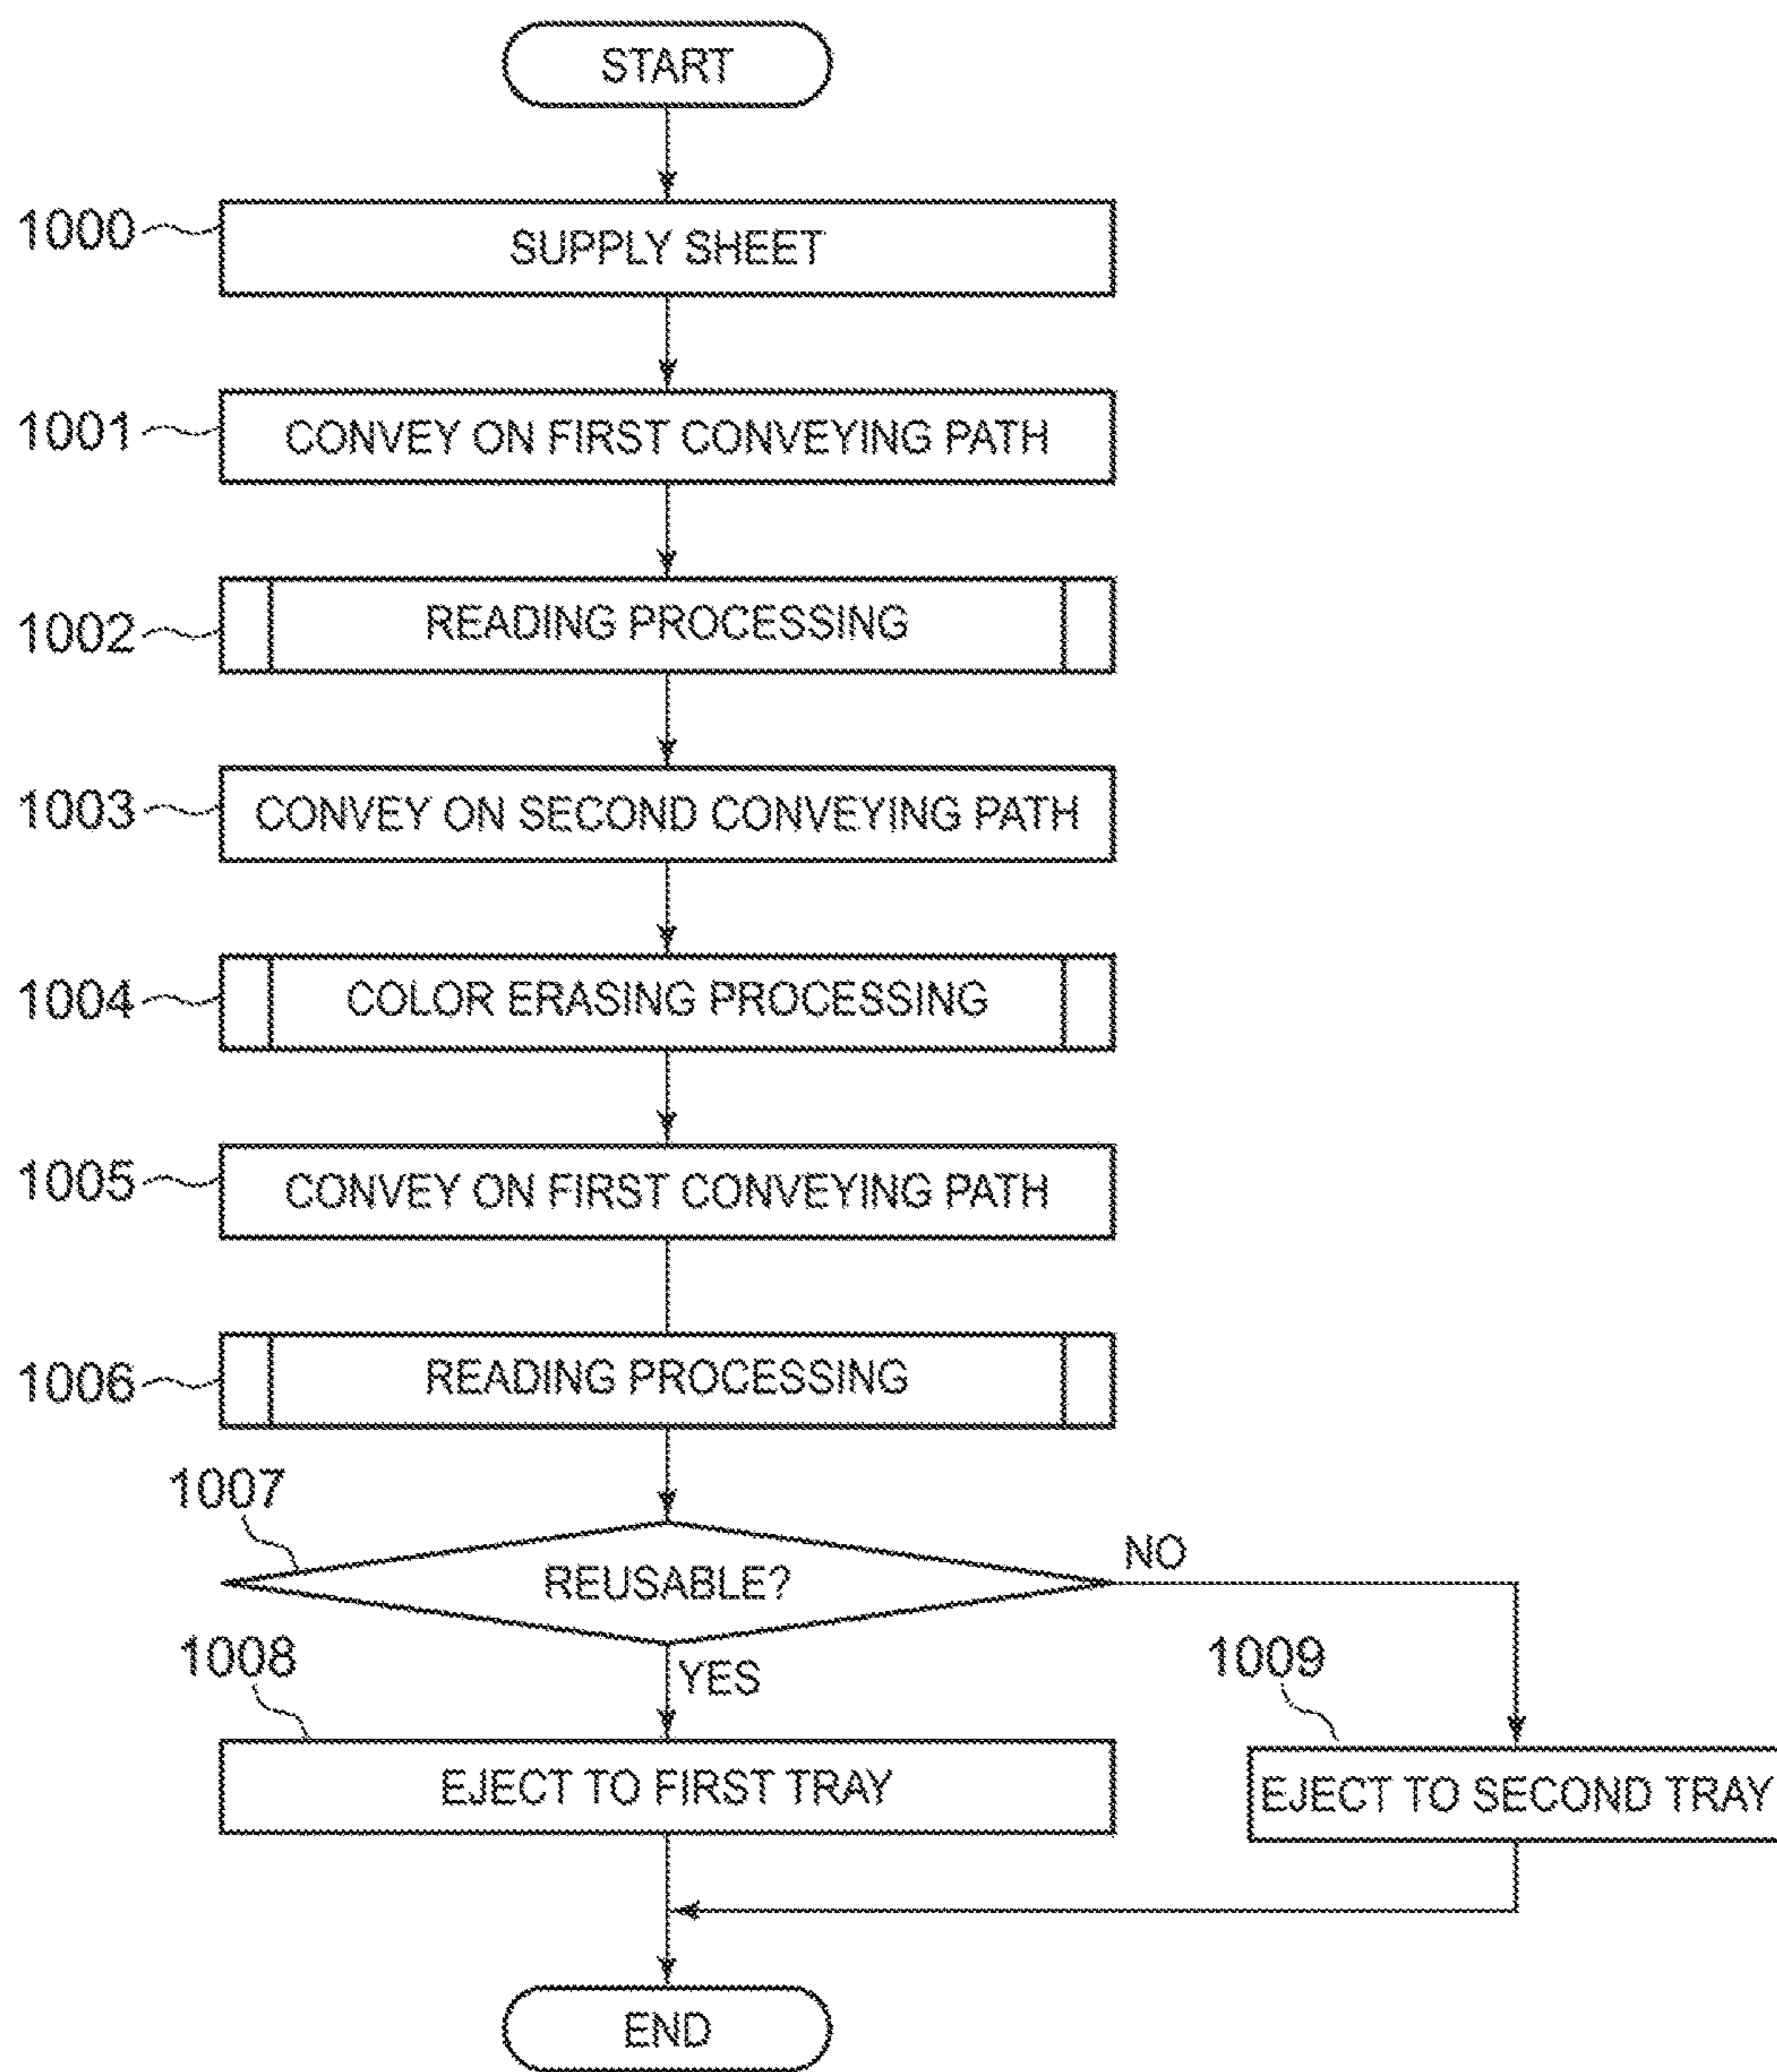 START
1000
SUPPLY SHEET
1001
CONVEY ON FIRST CONVEYING PATH
1002
READING PROCESSING
1003
CONVEY ON SECOND CONVEYING PATH
1004
COLOR ERASING PROCESSING
1005
CONVEY ON FIRST CONVEYING PATH
1006
READING PROCESSING
1007
REUSABLE?
NO
YES
1008
EJECT TO FIRST TRAY
1009
EJECT TO SECOND TRAY
END